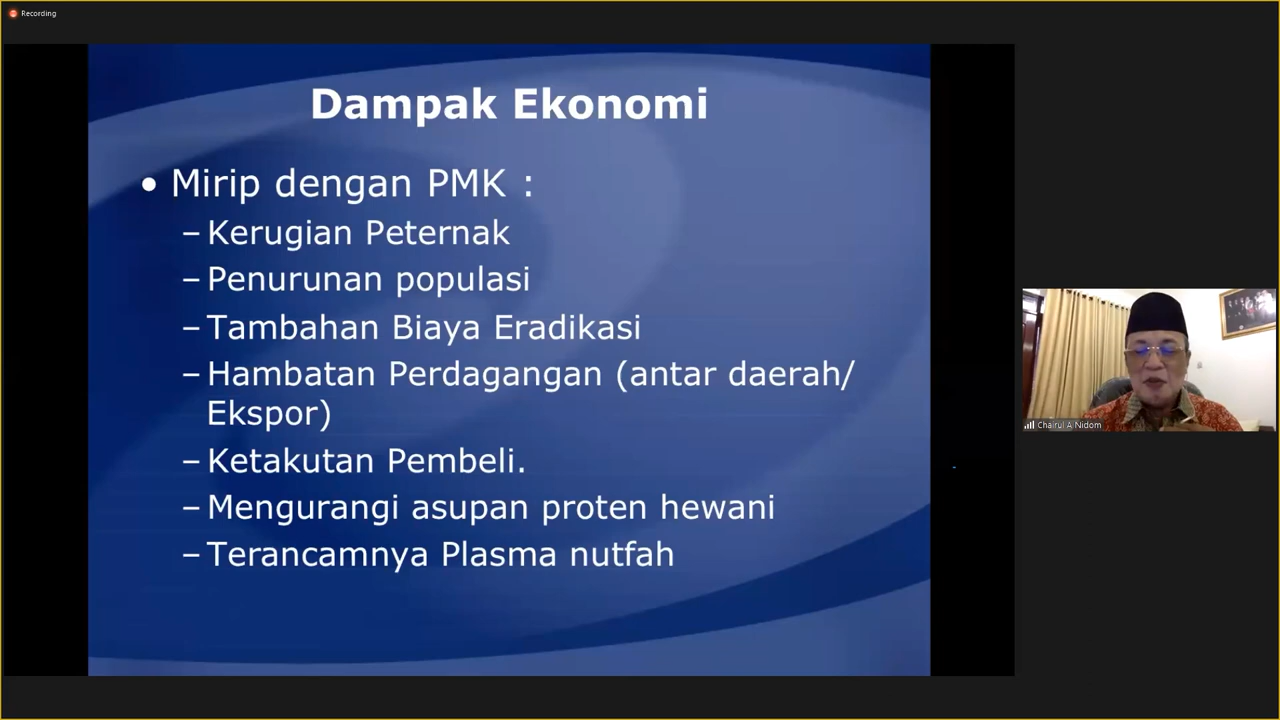 Recording
Dampak Ekonomi
• Mirip dengan PMK :
– Kerugian Peternak
– Penurunan populasi
– Tambahan Biaya Eradikasi
– Hambatan Perdagangan (antar daerah/
Ekspor)
– Ketakutan Pembeli.
– Mengurangi asupan proten hewani
– Terancamnya Plasma nutfah
Chairul A Nidom